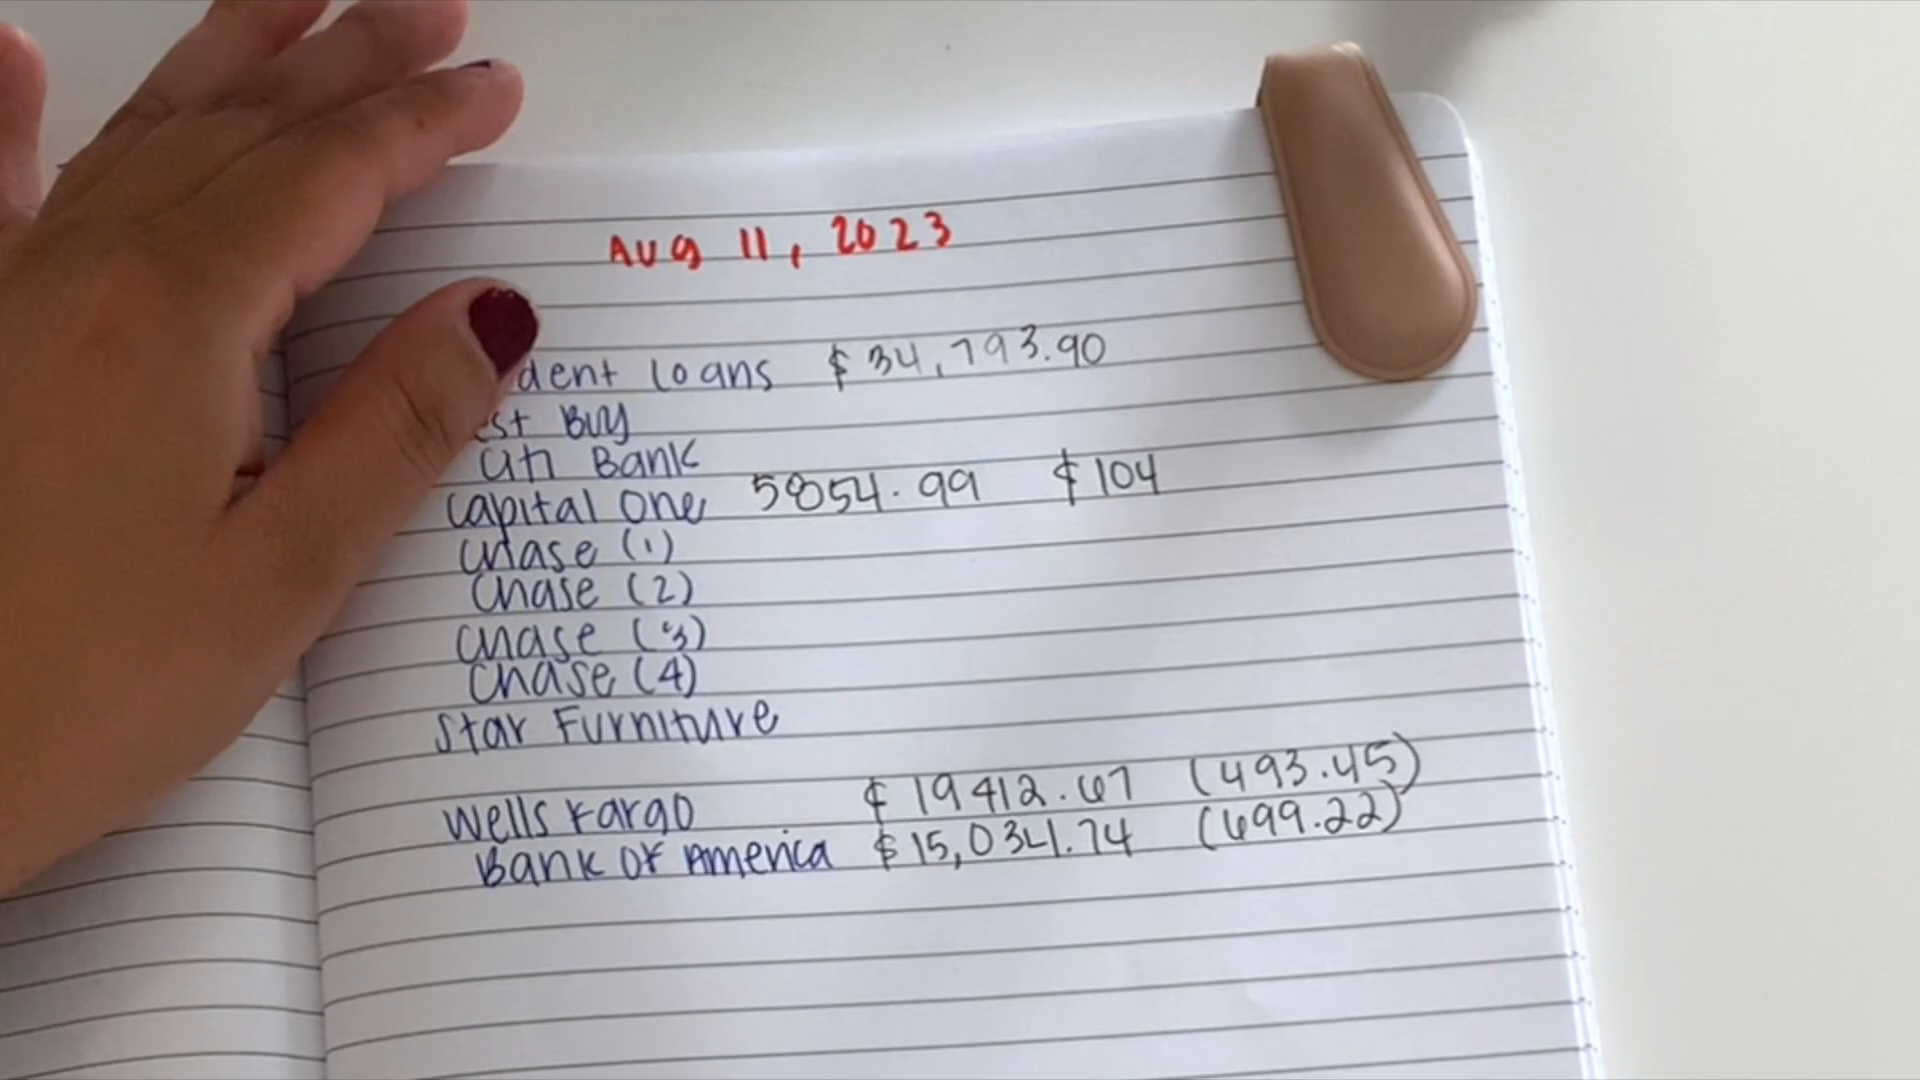 Aug 11, 2023
dent loans $34,793.90
est Buy
Citi Bank
Capital One 5854.99 $104
Chase (1)
Chase (2)
Chase (3)
Chase (4)
Star Furniture
Wells Fargo $19412.67 (493.45)
Bank of America $15,034.74 (699.22)